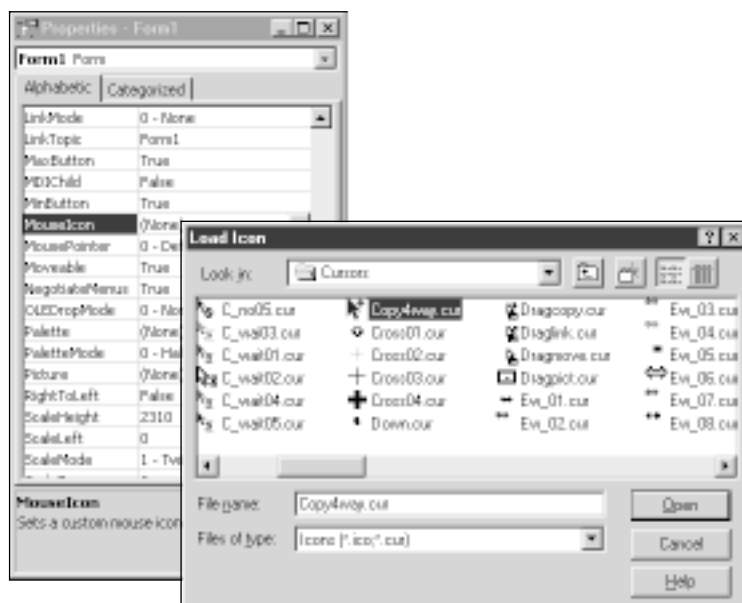 Properties - Form1
Form1 Form
Alphabetic Categorized
LinkMode 0 - None
LinkTopic Form1
MaxButton True
MDIChild False
MinButton True
MouseIcon (None
MousePointer 0 - De
Moveable True
NegotiateMenus True
OLEDropMode 0 - No
Palette (None
PaletteMode 0 - Ha
Picture (None
RightToLeft False
ScaleHeight 2310
ScaleLeft 0
ScaleMode 1 - Tw
MouseIcon
Sets a custom mouse icon
Load Icon
Look in: Cursors
C_no05.cur Copy4way.cur Dragcopy.cur Ew_03.cur
C_wait03.cur Cross01.cur Draglink.cur Ew_04.cur
C_wait01.cur Cross02.cur Dragmove.cur Ew_05.cur
C_wait02.cur Cross03.cur Dragpict.cur Ew_06.cur
C_wait04.cur Cross04.cur Ew_01.cur Ew_07.cur
C_wait05.cur Down.cur Ew_02.cur Ew_08.cur
File name: Copy4way.cur Open
Files of type: Icons (*.ico;*.cur) Cancel
Help